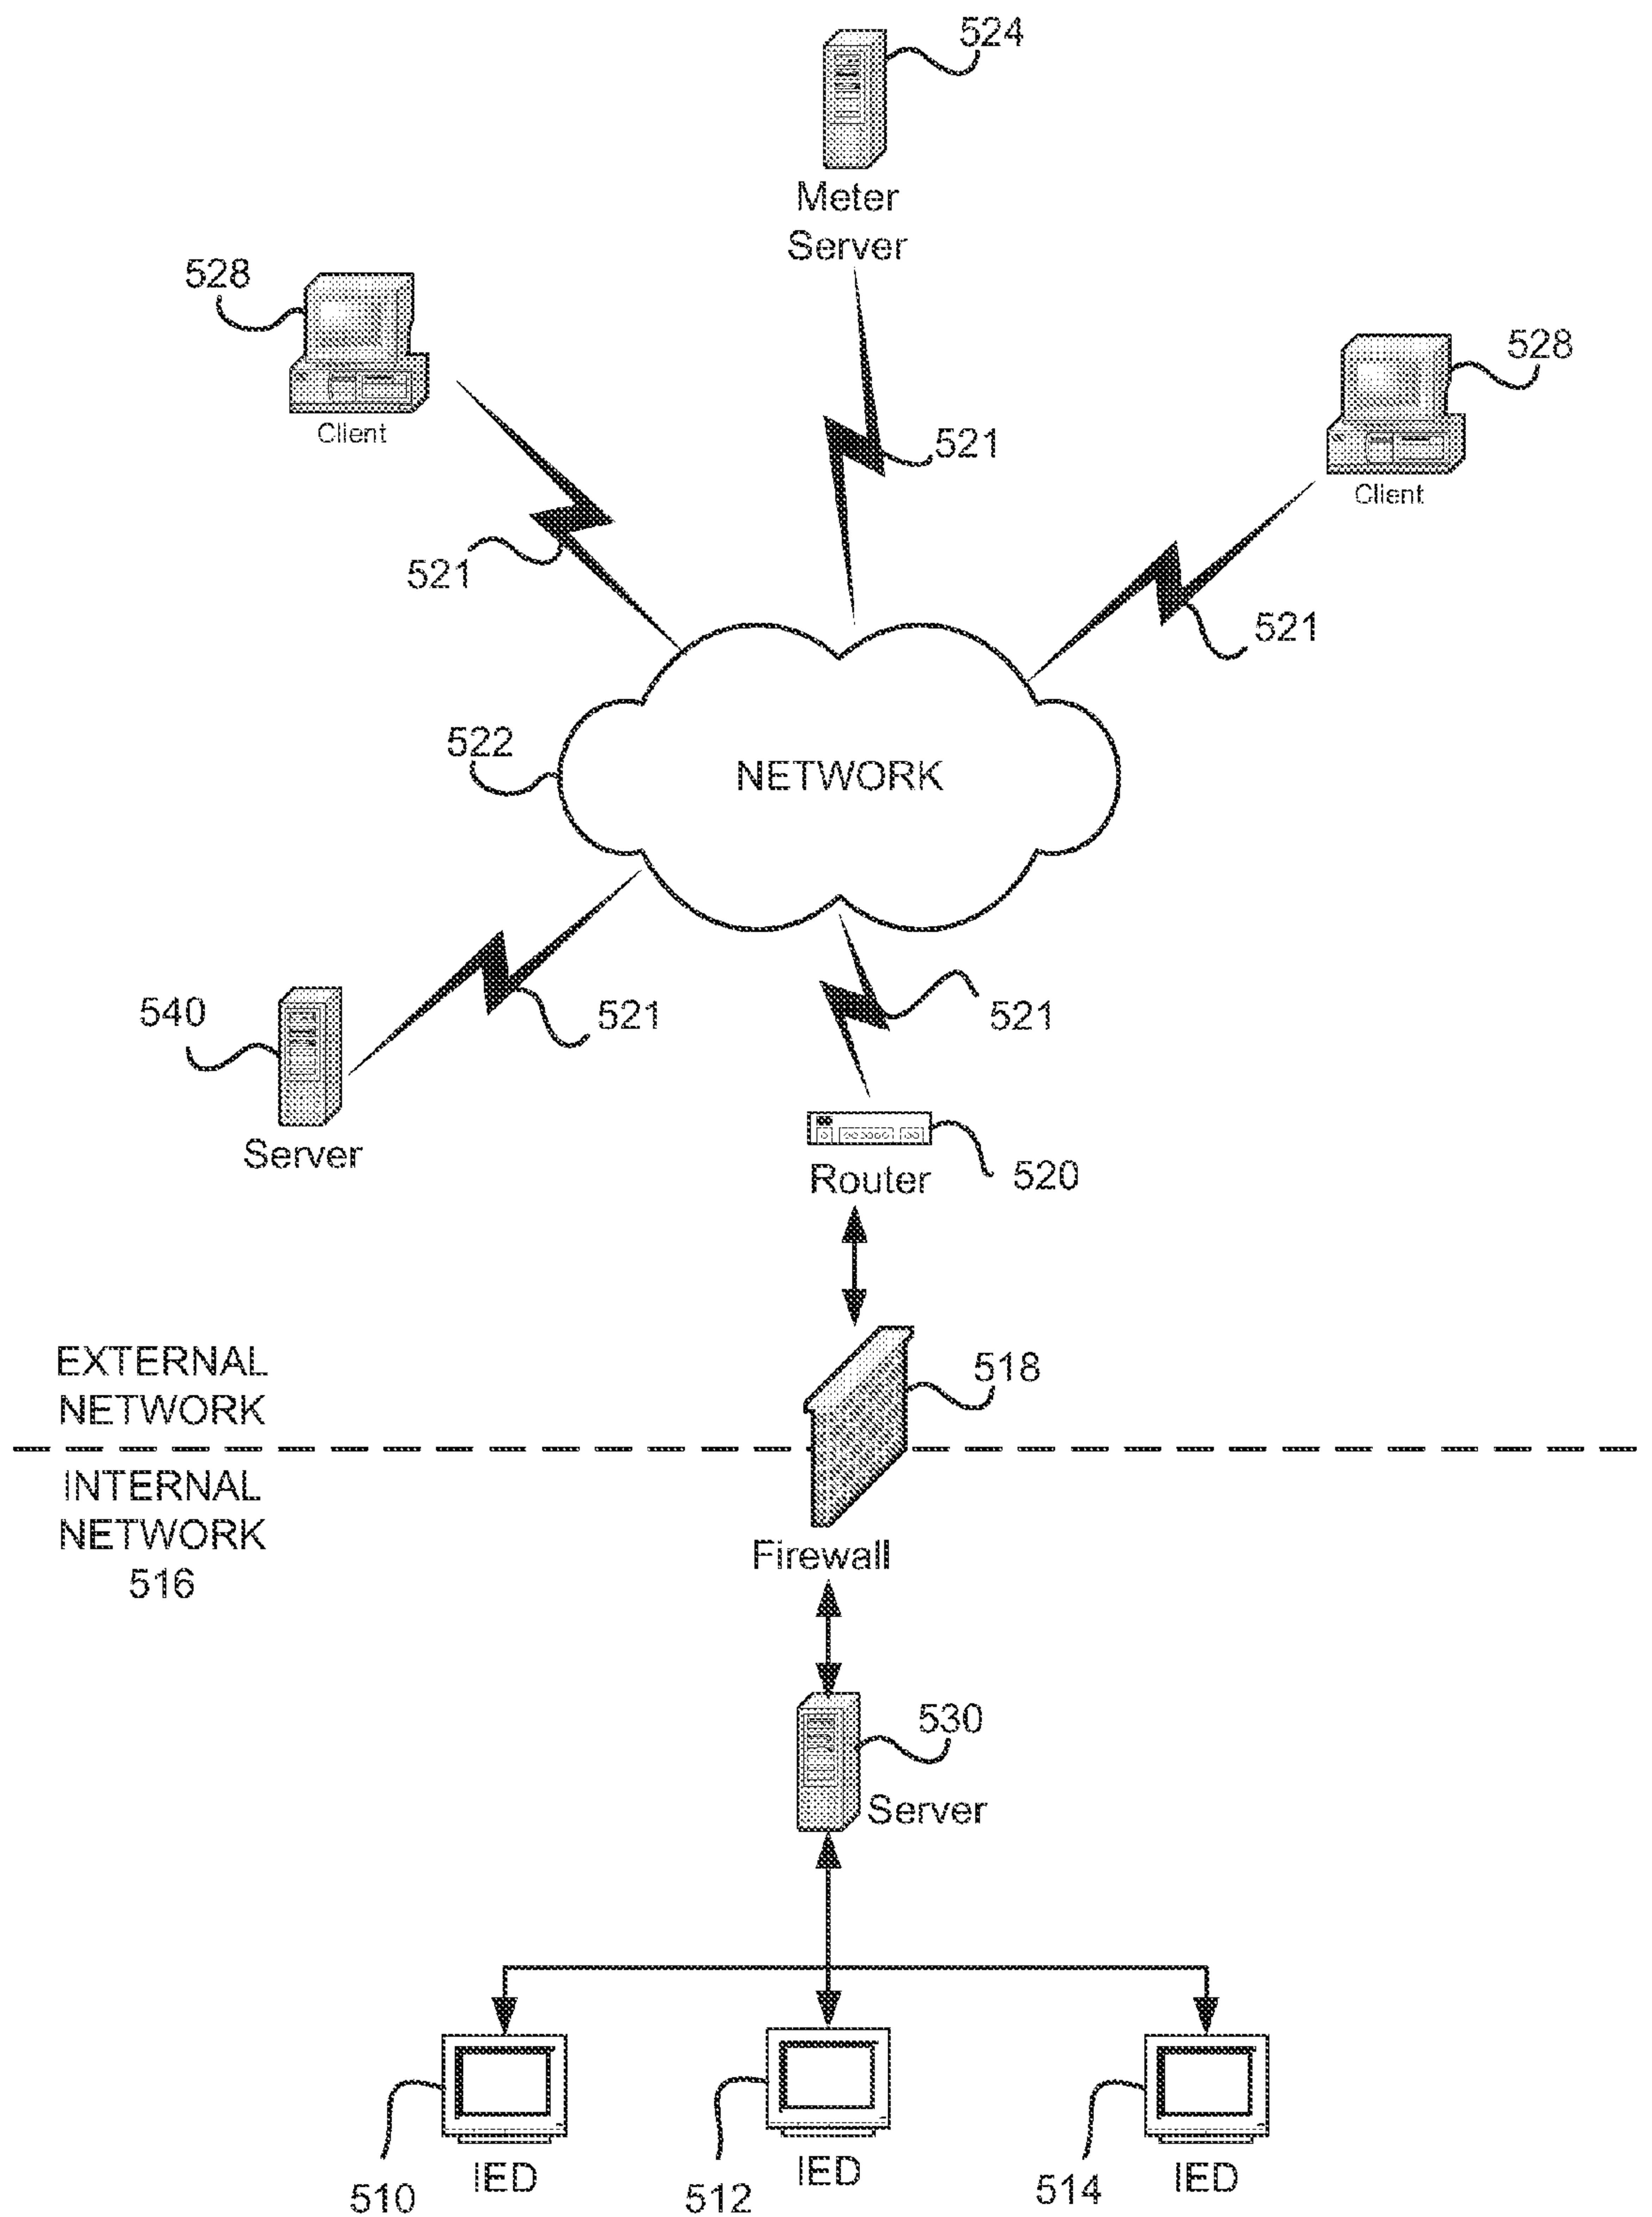 524
Meter
Server
528
Client
528
Client
521
521
521
522
NETWORK
540
Server
521
521
Router
520
EXTERNAL
NETWORK
518
INTERNAL
NETWORK
516
Firewall
530
Server
510
IED
512
IED
514
IED